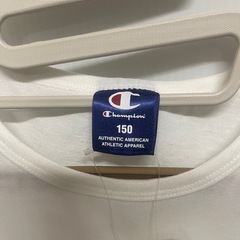 Champion
150
AUTHENTIC AMERICAN
ATHLETIC APPAREL